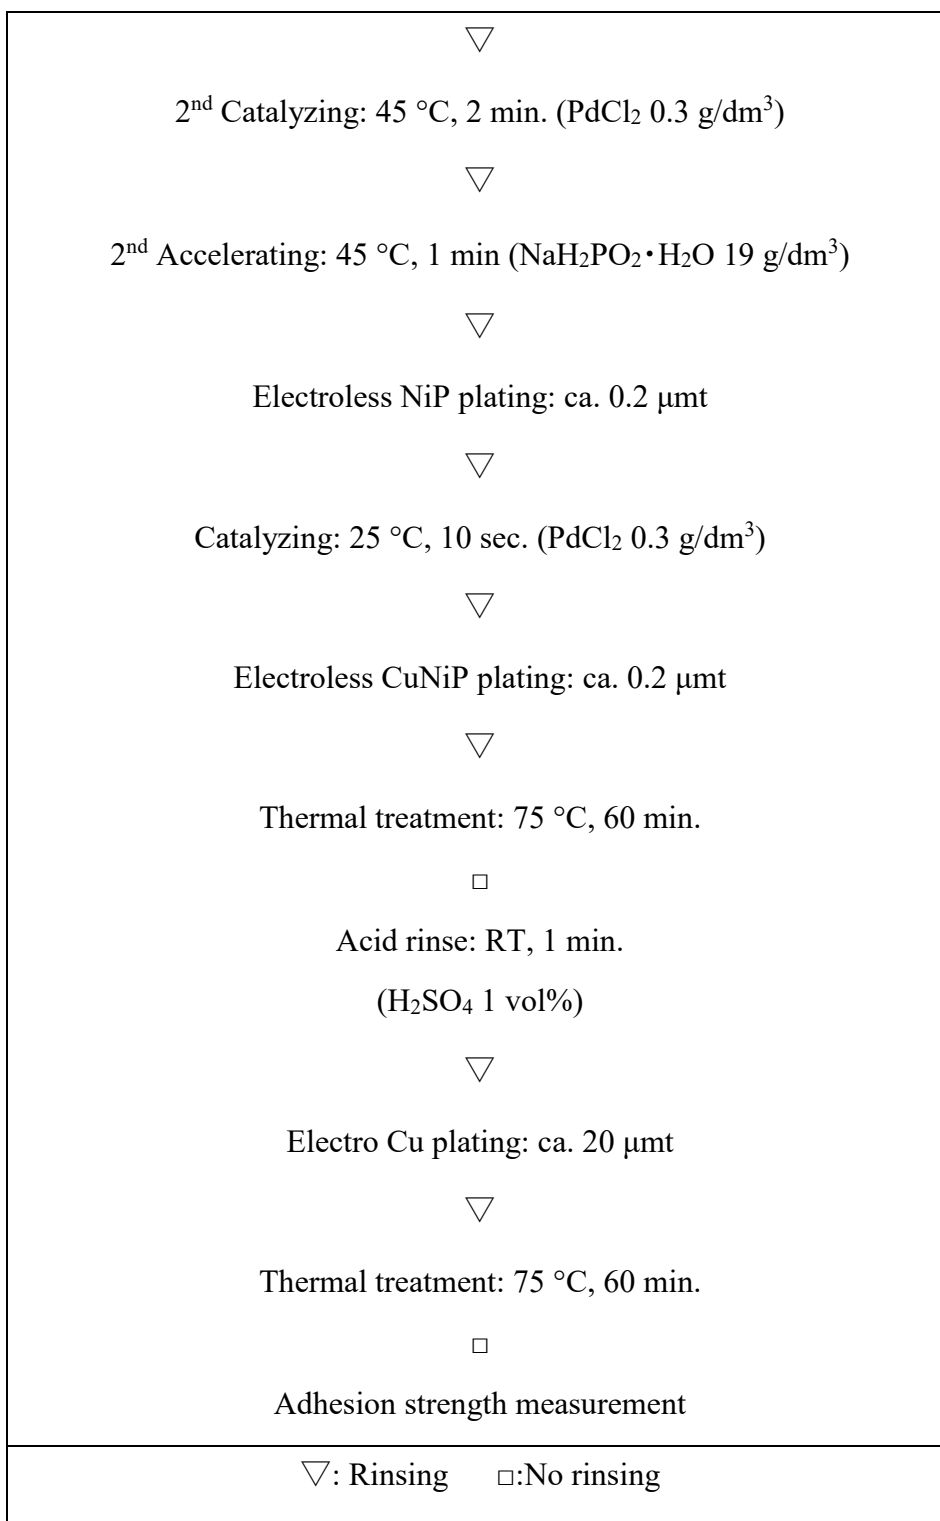 ▽
2nd Catalyzing: 45 °C, 2 min. (PdCl2 0.3 g/dm3)
▽
2nd Accelerating: 45 °C, 1 min (NaH2PO2・H2O 19 g/dm3)
▽
Electroless NiP plating: ca. 0.2 μmt
▽
Catalyzing: 25 °C, 10 sec. (PdCl2 0.3 g/dm3)
▽
Electroless CuNiP plating: ca. 0.2 μmt
▽
Thermal treatment: 75 °C, 60 min.
□
Acid rinse: RT, 1 min.
(H2SO4 1 vol%)
▽
Electro Cu plating: ca. 20 μmt
▽
Thermal treatment: 75 °C, 60 min.
□
Adhesion strength measurement
▽: Rinsing □:No rinsing